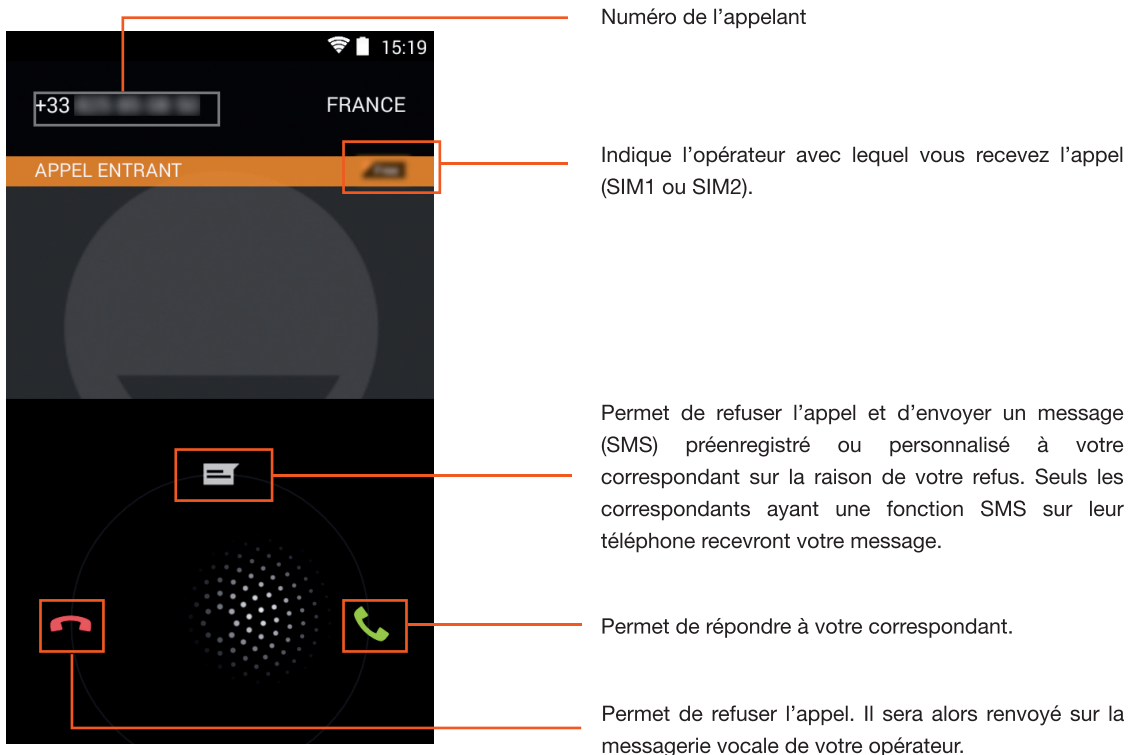 Numéro de l’appelant
15:19
+33
FRANCE
APPEL ENTRANT
Indique l’opérateur avec lequel vous recevez l’appel
(SIM1 ou SIM2).
Permet de refuser l’appel et d’envoyer un message
(SMS) préenregistré ou personnalisé à votre
correspondant sur la raison de votre refus. Seuls les
correspondants ayant une fonction SMS sur leur
téléphone recevront votre message.
Permet de répondre à votre correspondant.
Permet de refuser l’appel. Il sera alors renvoyé sur la
messagerie vocale de votre opérateur.